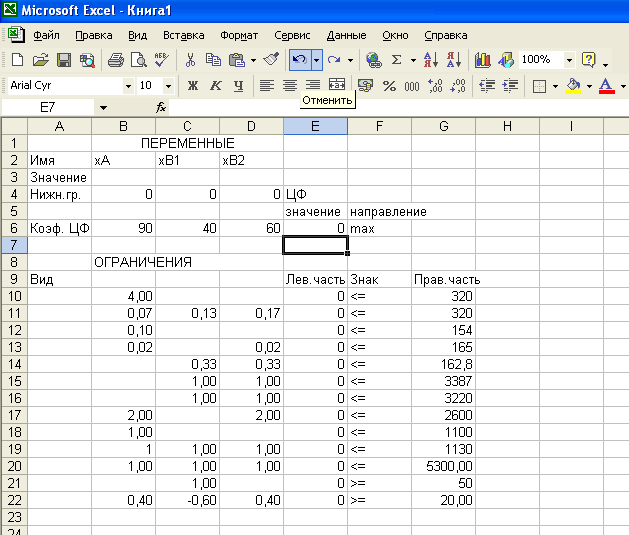 Microsoft Excel - Книга1
Файл Правка Вид Вставка Формат Сервис Данные Окно Справка
Σ А Я Я А 100% ?
Arial Cyr 10 Ж К Ч % 000 А
Отменить
E7 fx
A B C D E F G H I
1 ПЕРЕМЕННЫЕ
2 Имя xA xB1 xB2
3 Значение
4 Нижн.гр. 0 0 0 ЦФ
5 значение направление
6 Коэф. ЦФ 90 40 60 0 max
7
8 ОГРАНИЧЕНИЯ
9 Вид Лев.часть Знак Прав.часть
10 4,00 0 <= 320
11 0,07 0,13 0,17 0 <= 320
12 0,10 0 <= 154
13 0,02 0,02 0 <= 165
14 0,33 0,33 0 <= 162,8
15 1,00 1,00 0 <= 3387
16 1,00 1,00 0 <= 3220
17 2,00 2,00 0 <= 2600
18 1,00 0 <= 1100
19 1 1,00 1,00 0 <= 1130
20 1,00 1,00 1,00 0 <= 5300,00
21 1,00 0 >= 50
22 0,40 -0,60 0,40 0 >= 20,00
23